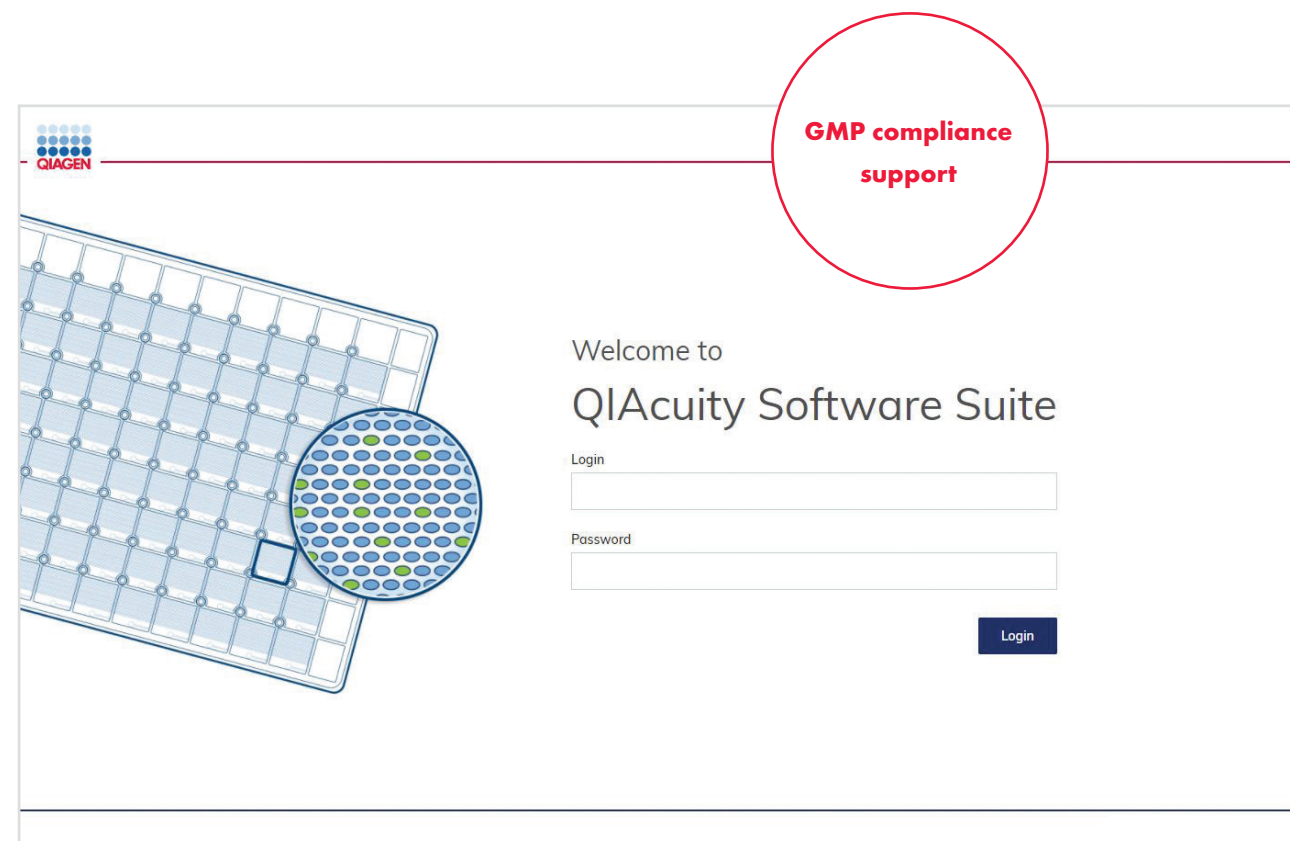 GMP compliance
support
QIAGEN
Welcome to
QIAcuity Software Suite
Login
Password
Login